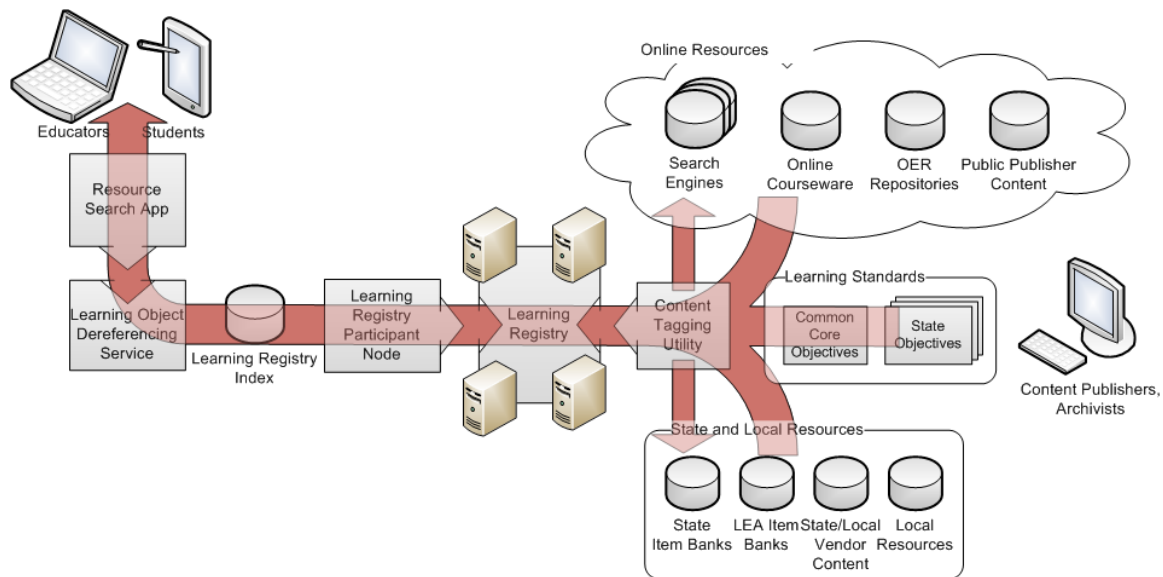 Educators
Students
Resource
Search App
Learning Object
Dereferencing
Service
Learning Registry
Index
Learning
Registry
Participant
Node
Learning
Registry
Content
Tagging
Utility
Online Resources
Search
Engines
Online
Courseware
OER
Repositories
Public Publisher
Content
Learning Standards
Common
Core
Objectives
State
Objectives
Content Publishers,
Archivists
State and Local Resources
State
Item Banks
LEA Item
Banks
State/Local
Vendor
Content
Local
Resources